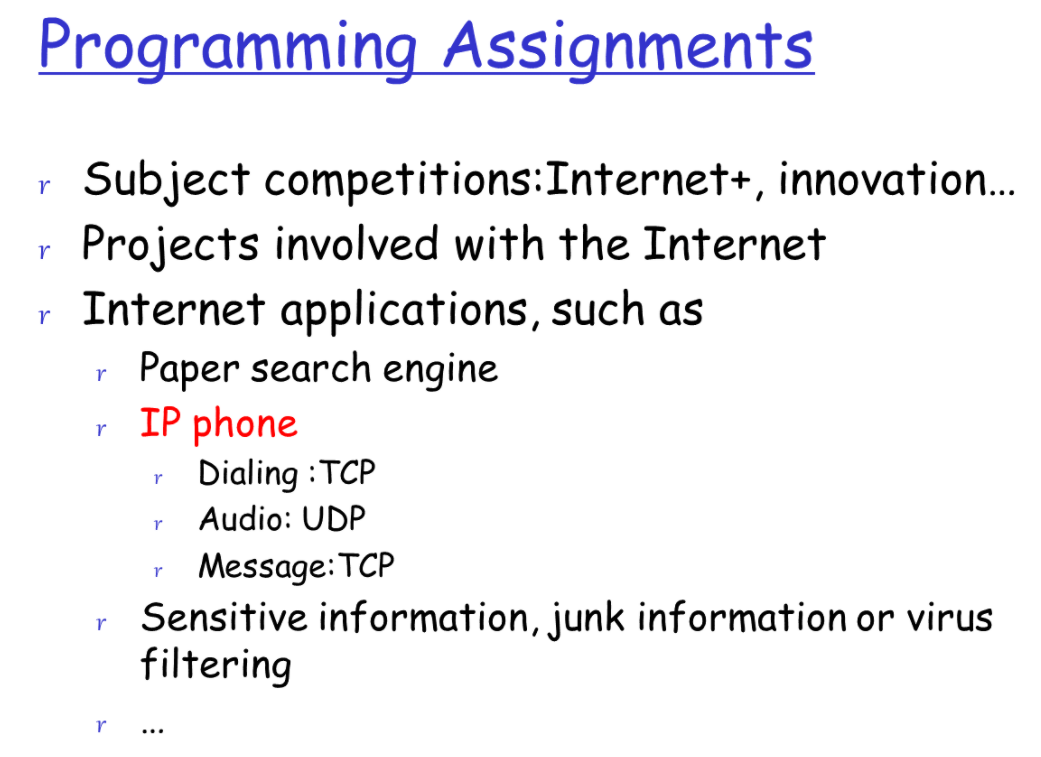 Programming Assignments
r Subject competitions:Internet+, innovation...
r Projects involved with the Internet
r Internet applications, such as
r Paper search engine
r IP phone
r Dialing :TCP
r Audio: UDP
r Message:TCP
r Sensitive information, junk information or virus
filtering
r ...